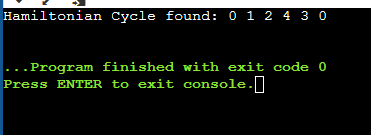 Hamiltonian Cycle found: 0 1 2 4 3 0
...Program finished with exit code 0
Press ENTER to exit console.